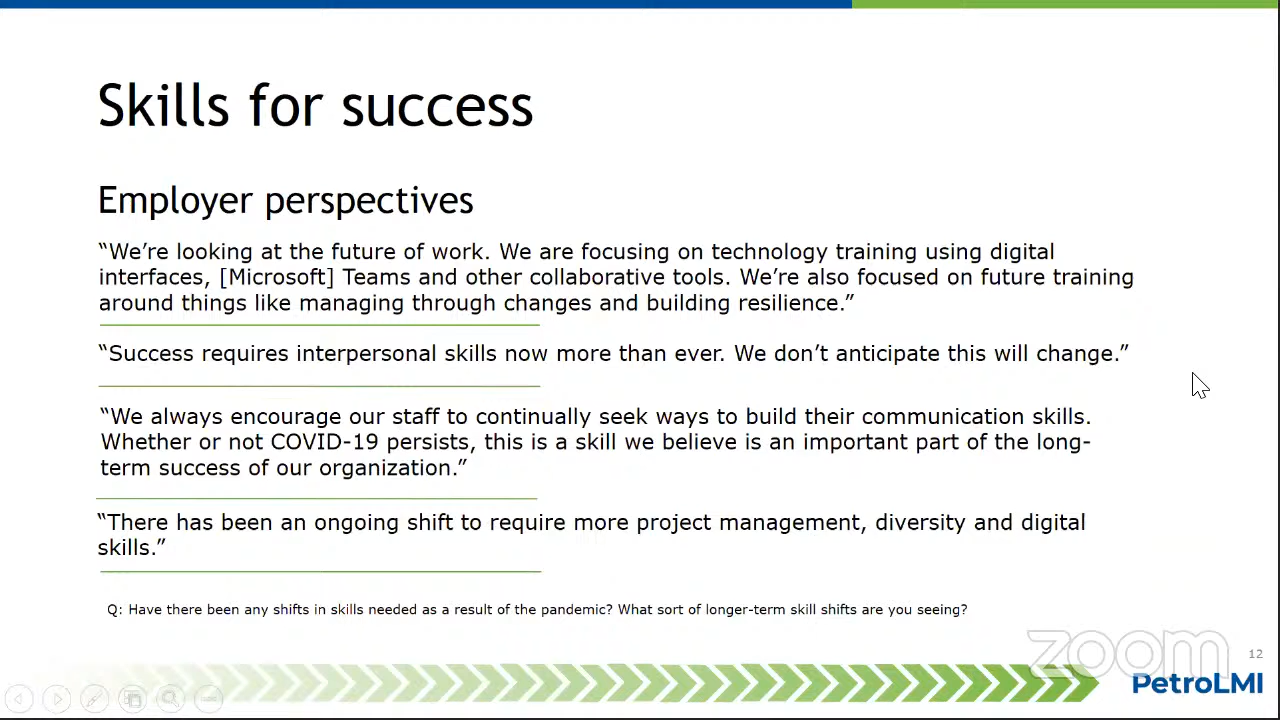 Skills for success
Employer perspectives
“We’re looking at the future of work. We are focusing on technology training using digital
interfaces, [Microsoft] Teams and other collaborative tools. We’re also focused on future training
around things like managing through changes and building resilience.”
“Success requires interpersonal skills now more than ever. We don’t anticipate this will change.”
“We always encourage our staff to continually seek ways to build their communication skills.
Whether or not COVID-19 persists, this is a skill we believe is an important part of the long-
term success of our organization.”
“There has been an ongoing shift to require more project management, diversity and digital
skills.”
Q: Have there been any shifts in skills needed as a result of the pandemic? What sort of longer-term skill shifts are you seeing?
zoom
12
PetroLMI